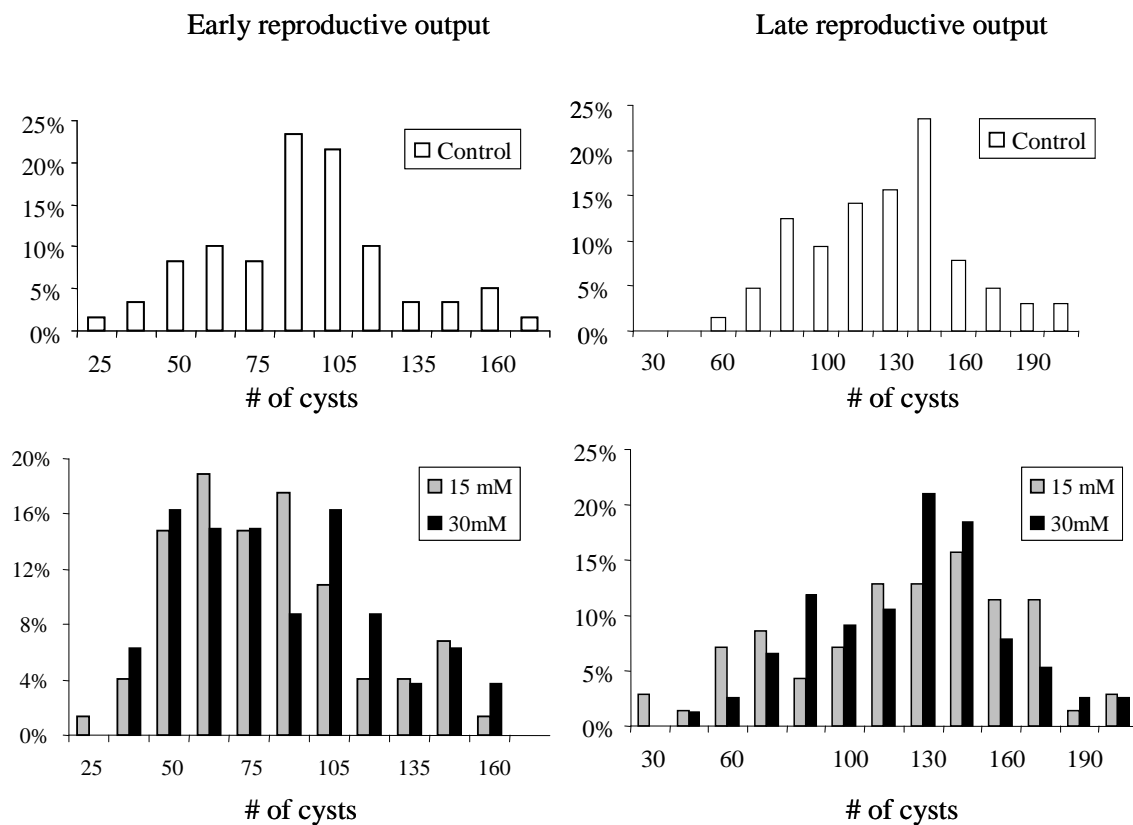 Early reproductive output
Late reproductive output
25%
20%
15%
10%
5%
0%
Control
25 50 75 105 135 160
# of cysts
25%
20%
15%
10%
5%
0%
Control
30 60 100 130 160 190
# of cysts
20%
16%
12%
8%
4%
0%
15 mM
30mM
25 50 75 105 135 160
# of cysts
25%
20%
15%
10%
5%
0%
15 mM
30mM
30 60 100 130 160 190
# of cysts